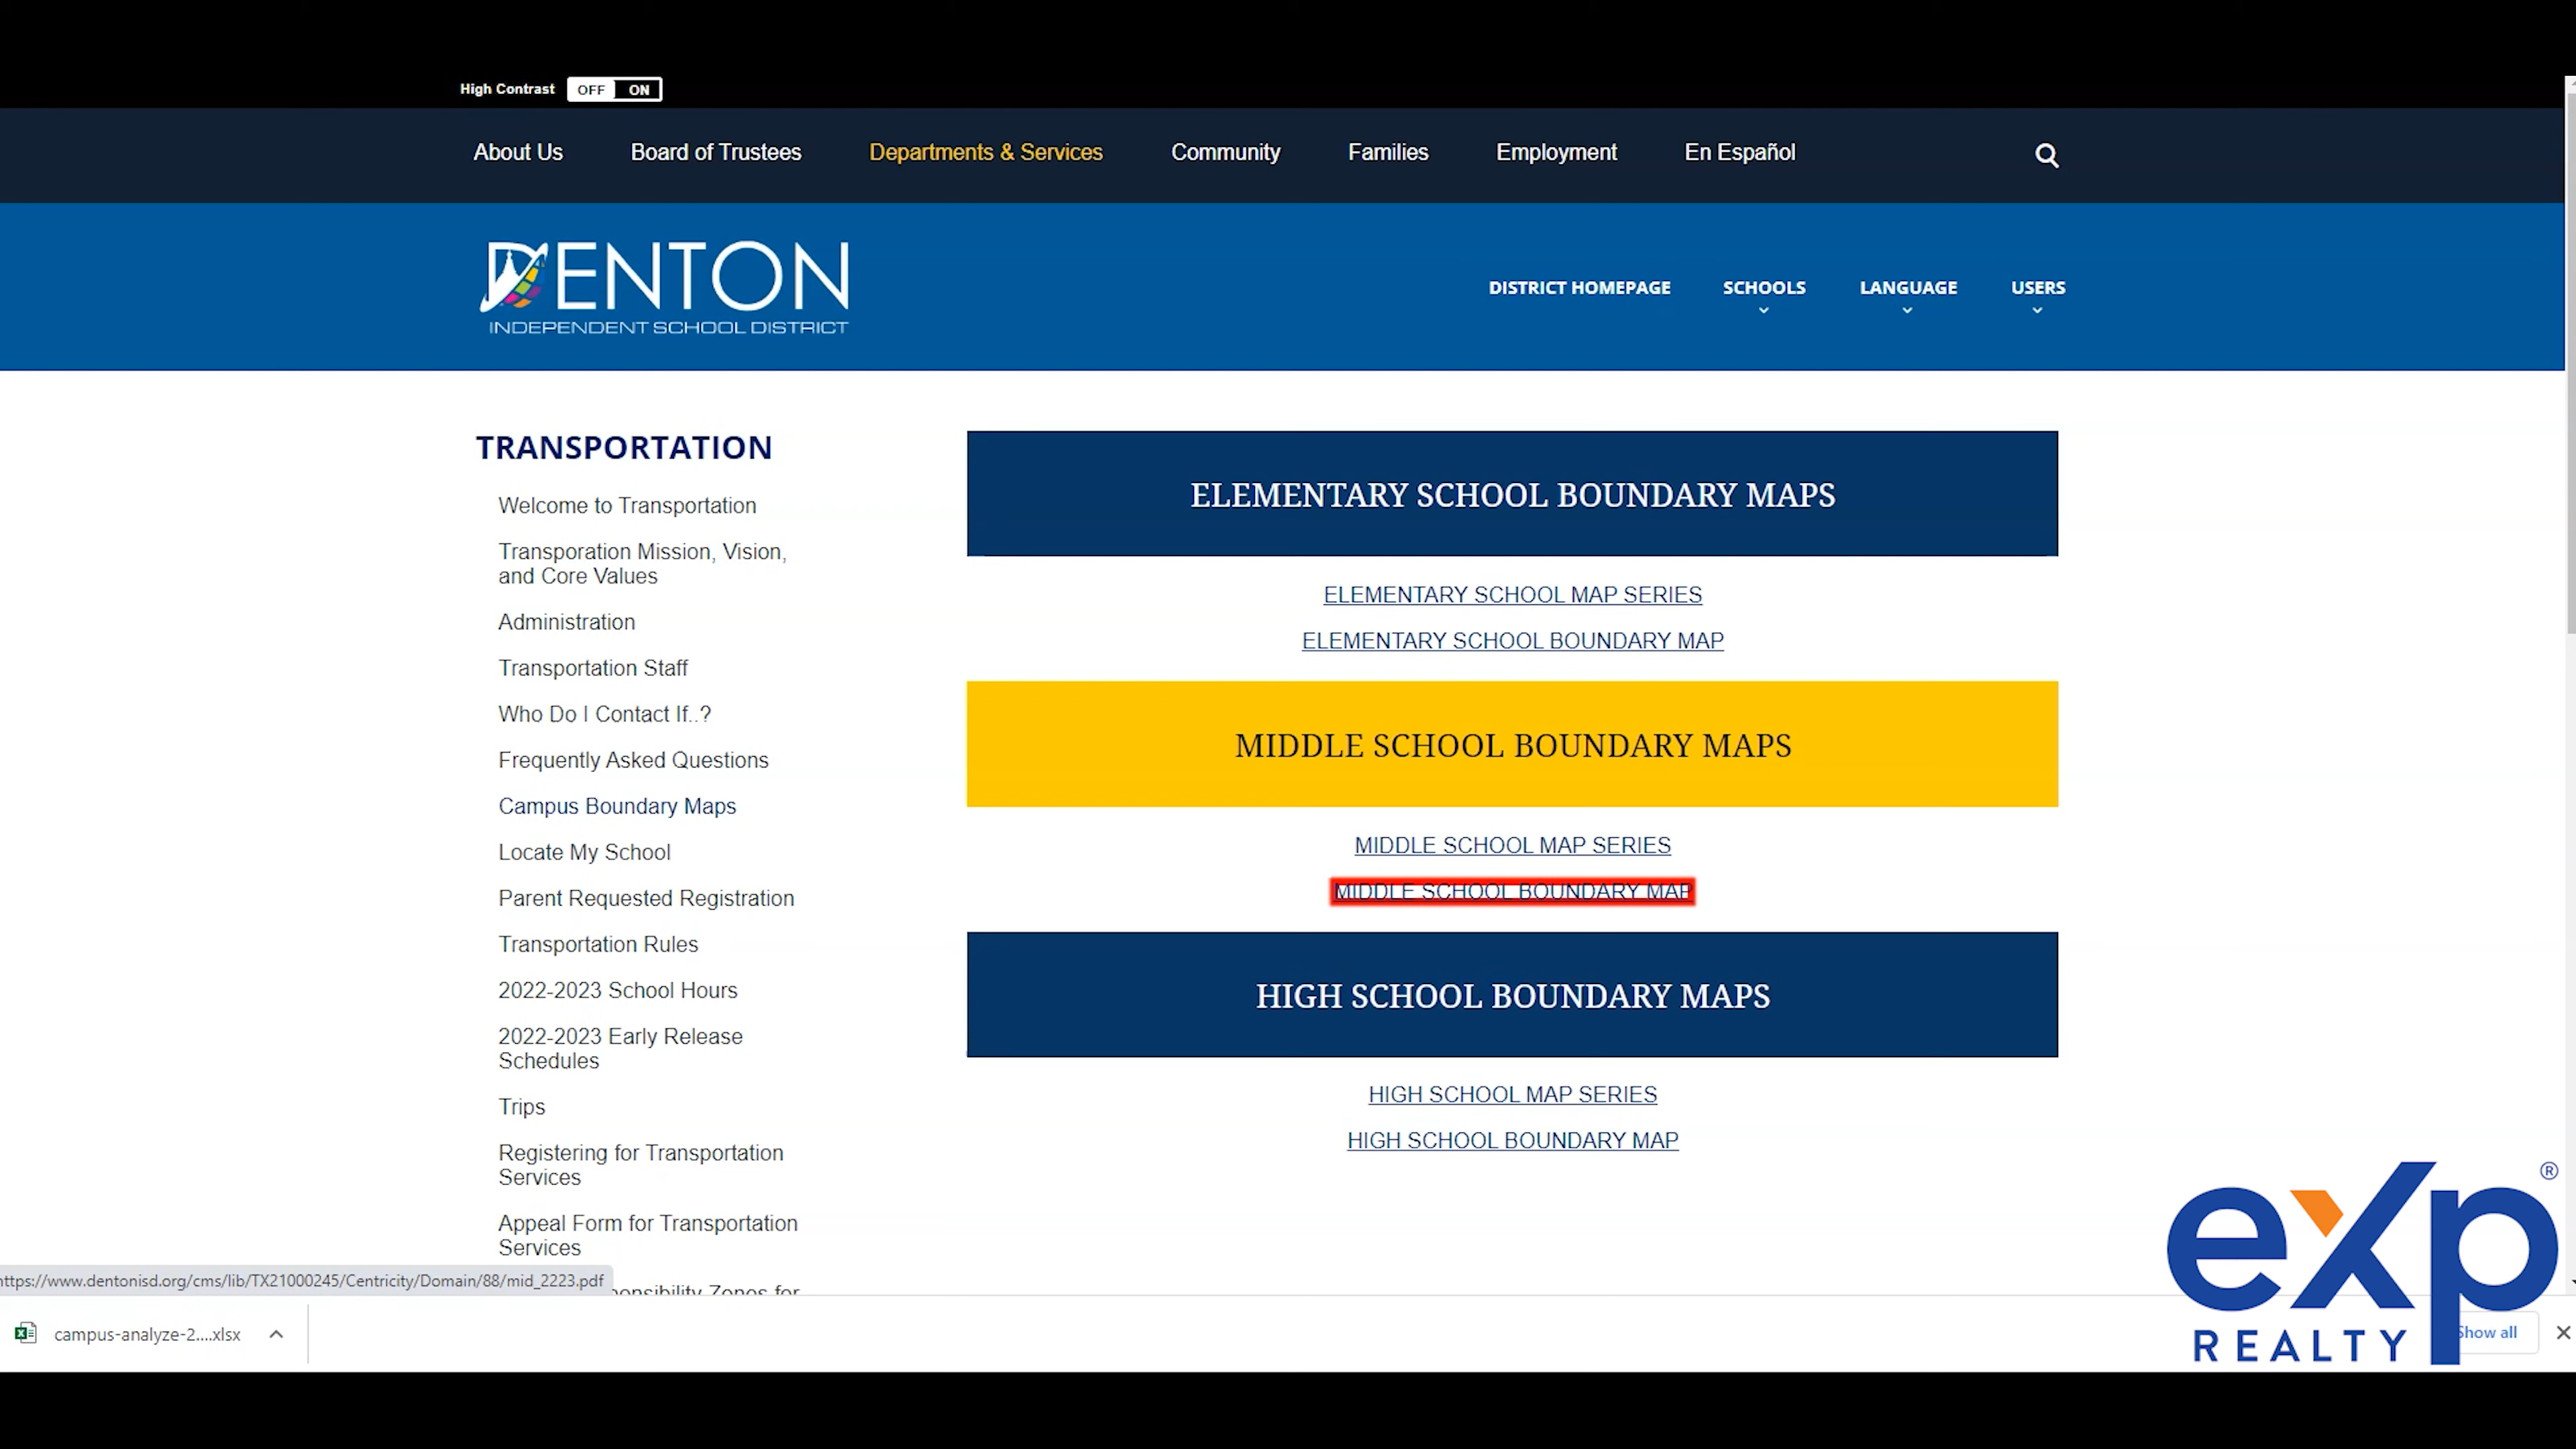 High Contrast OFF ON
About Us Board of Trustees Departments & Services Community Families Employment En Español
DENTON
INDEPENDENT SCHOOL DISTRICT
DISTRICT HOMEPAGE SCHOOLS LANGUAGE USERS
TRANSPORTATION
Welcome to Transportation
Transporation Mission, Vision,
and Core Values
Administration
Transportation Staff
Who Do I Contact If..?
Frequently Asked Questions
Campus Boundary Maps
Locate My School
Parent Requested Registration
Transportation Rules
2022-2023 School Hours
2022-2023 Early Release
Schedules
Trips
Registering for Transportation
Services
Appeal Form for Transportation
Services
Zones for
ELEMENTARY SCHOOL BOUNDARY MAPS
ELEMENTARY SCHOOL MAP SERIES
ELEMENTARY SCHOOL BOUNDARY MAP
MIDDLE SCHOOL BOUNDARY MAPS
MIDDLE SCHOOL MAP SERIES
MIDDLE SCHOOL BOUNDARY MAP
HIGH SCHOOL BOUNDARY MAPS
HIGH SCHOOL MAP SERIES
HIGH SCHOOL BOUNDARY MAP
https://www.dentonisd.org/cms/lib/TX21000245/Centricity/Domain/88/mid_2223.pdf
campus-analyze-2....xlsx
Show all
exp ®
REALTY